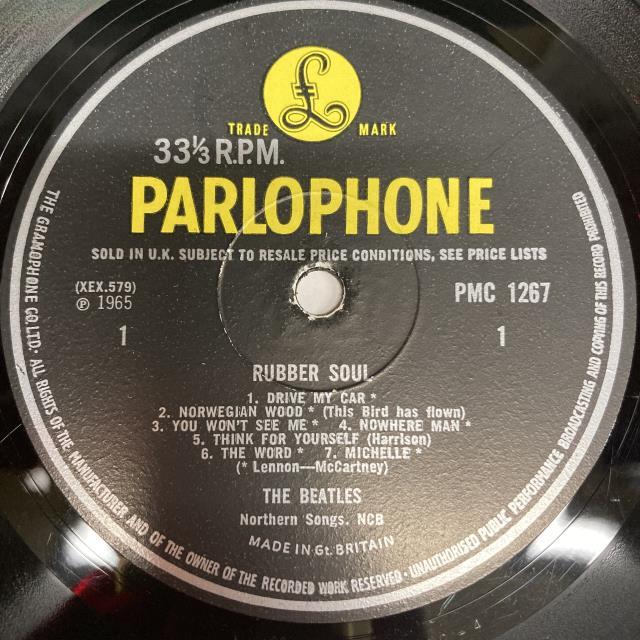 £
TRADE MARK
33⅓ R.P.M.
PARLOPHONE
SOLD IN U.K. SUBJECT TO RESALE PRICE CONDITIONS, SEE PRICE LISTS
(XEX.579)
℗ 1965
PMC 1267
1
1
RUBBER SOUL
1. DRIVE MY CAR *
2. NORWEGIAN WOOD * (This Bird has flown)
3. YOU WON'T SEE ME * 4. NOWHERE MAN *
5. THINK FOR YOURSELF (Harrison)
6. THE WORD * 7. MICHELLE *
(* Lennon—McCartney)
THE BEATLES
Northern Songs. NCB
MADE IN Gt. BRITAIN
THE GRAMOPHONE CO LTD. ALL RIGHTS OF THE MANUFACTURER AND OF THE OWNER OF THE RECORDED WORK RESERVED · UNAUTHORISED PUBLIC PERFORMANCE BROADCASTING AND COPYING OF THIS RECORD PROHIBITED